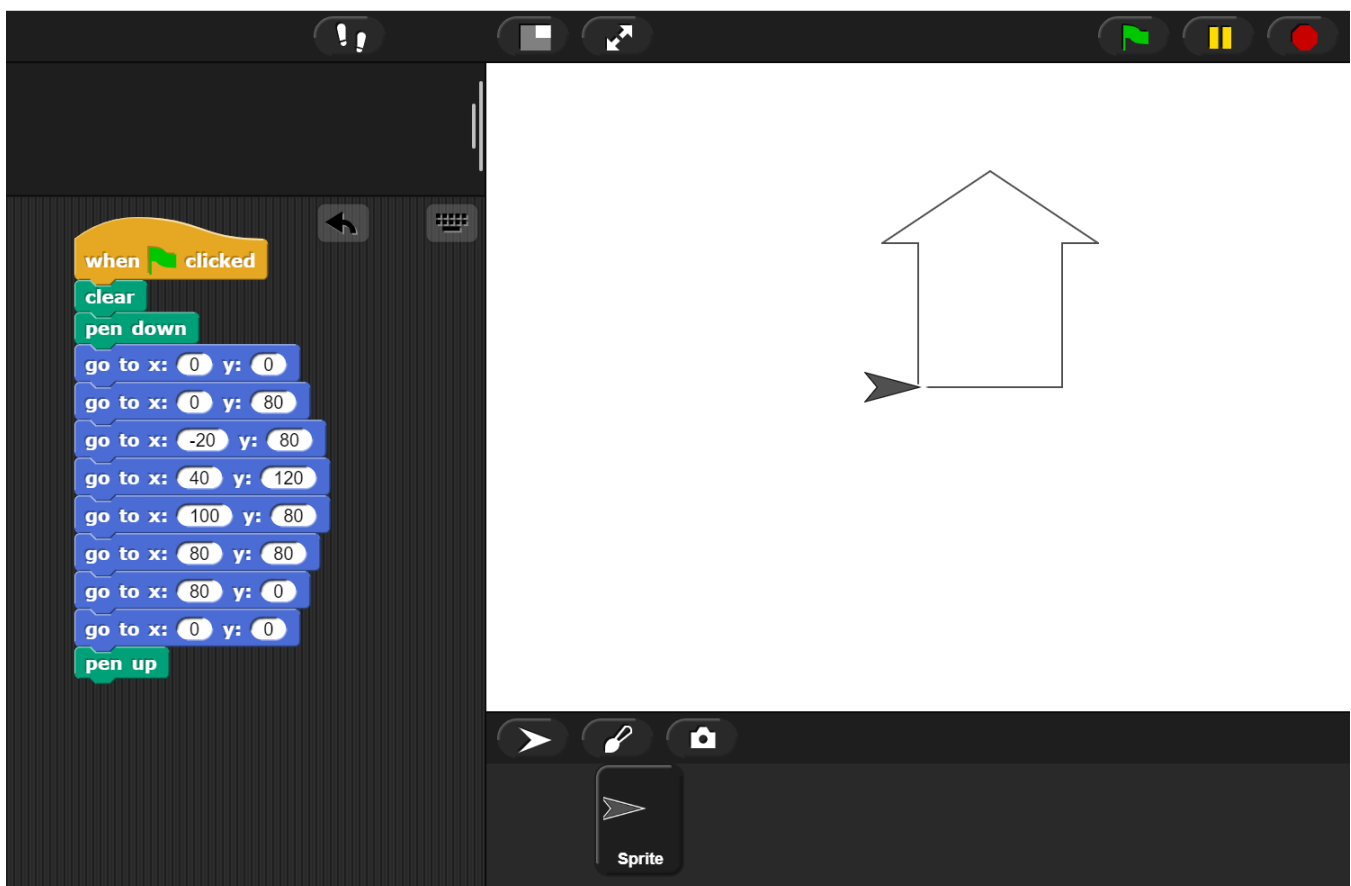 when clicked
clear
pen down
go to x: 0 y: 0
go to x: 0 y: 80
go to x: -20 y: 80
go to x: 40 y: 120
go to x: 100 y: 80
go to x: 80 y: 80
go to x: 80 y: 0
go to x: 0 y: 0
pen up
Sprite